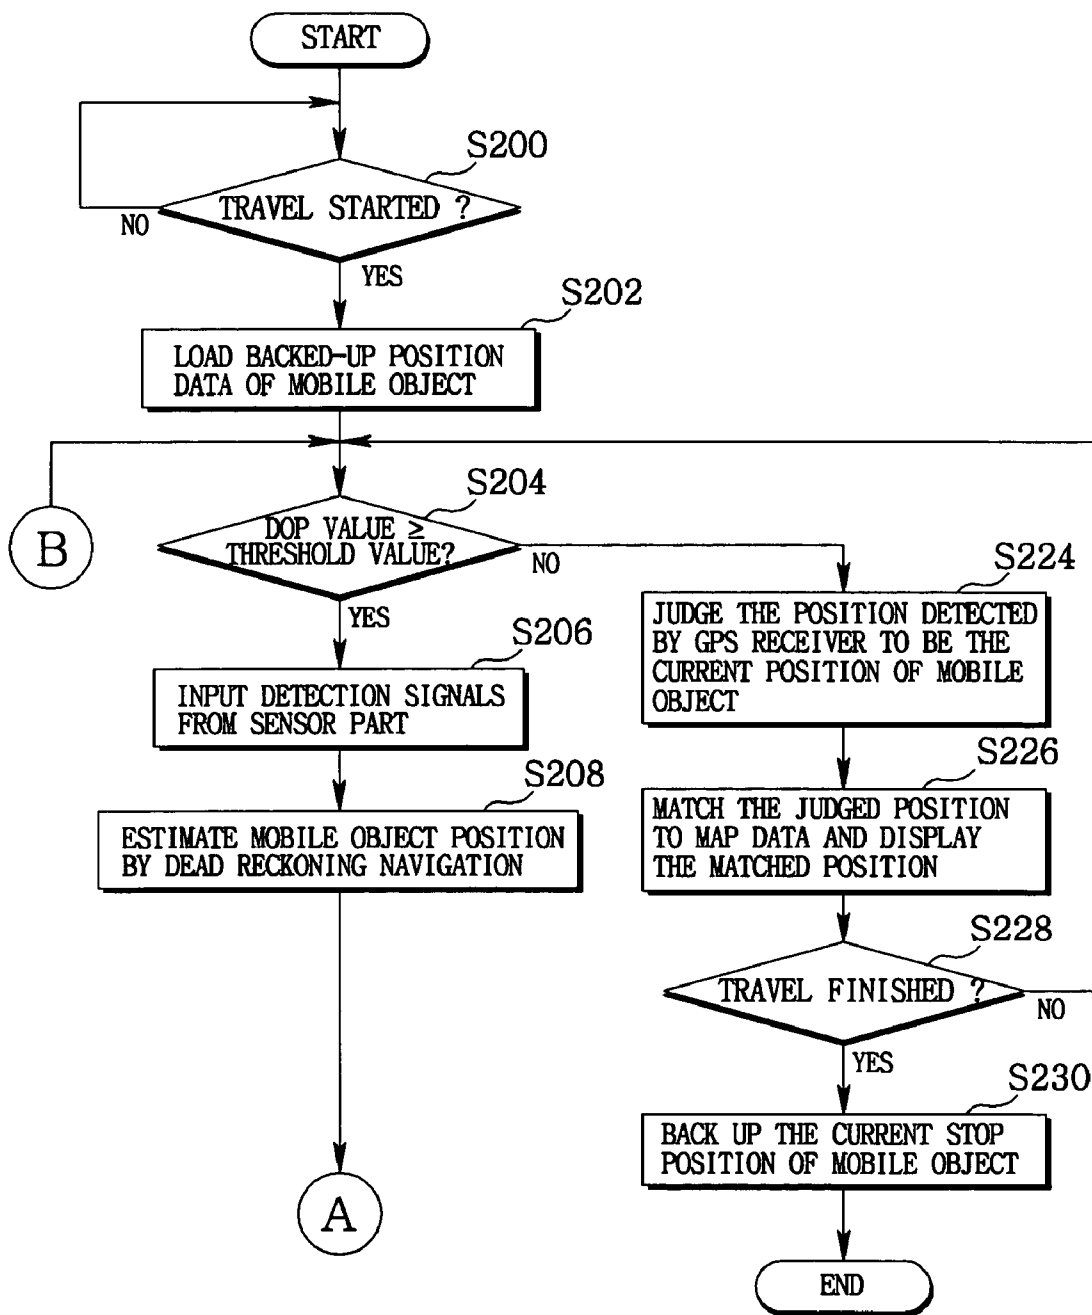 START
S200
TRAVEL STARTED ?
NO
YES
S202
LOAD BACKED-UP POSITION
DATA OF MOBILE OBJECT
B
S204
DOP VALUE ≥
THRESHOLD VALUE?
NO
YES
S206
INPUT DETECTION SIGNALS
FROM SENSOR PART
S208
ESTIMATE MOBILE OBJECT POSITION
BY DEAD RECKONING NAVIGATION
A
S224
JUDGE THE POSITION DETECTED
BY GPS RECEIVER TO BE THE
CURRENT POSITION OF MOBILE
OBJECT
S226
MATCH THE JUDGED POSITION
TO MAP DATA AND DISPLAY
THE MATCHED POSITION
S228
TRAVEL FINISHED ?
NO
YES
S230
BACK UP THE CURRENT STOP
POSITION OF MOBILE OBJECT
END